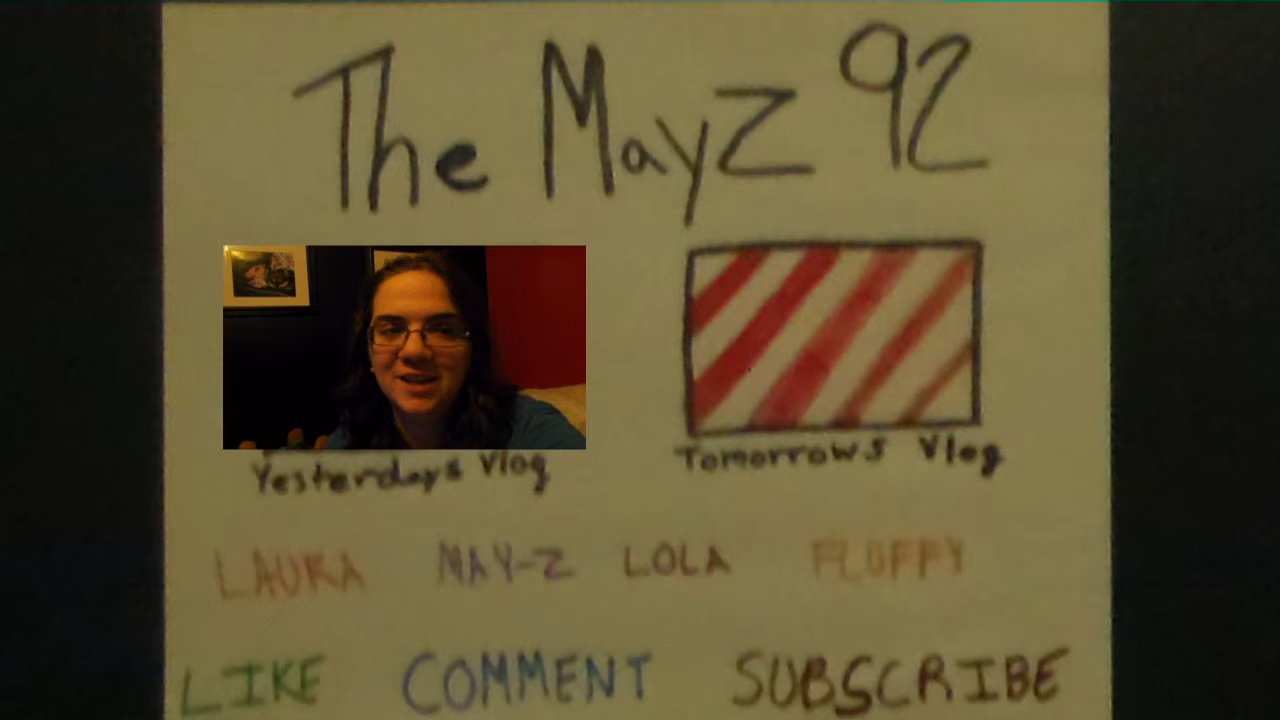 The MayZ 92
Yesterdays Vlog
Tomorrows Vlog
LAURA MAY-Z LOLA FLUFFY
LIKE COMMENT SUBSCRIBE